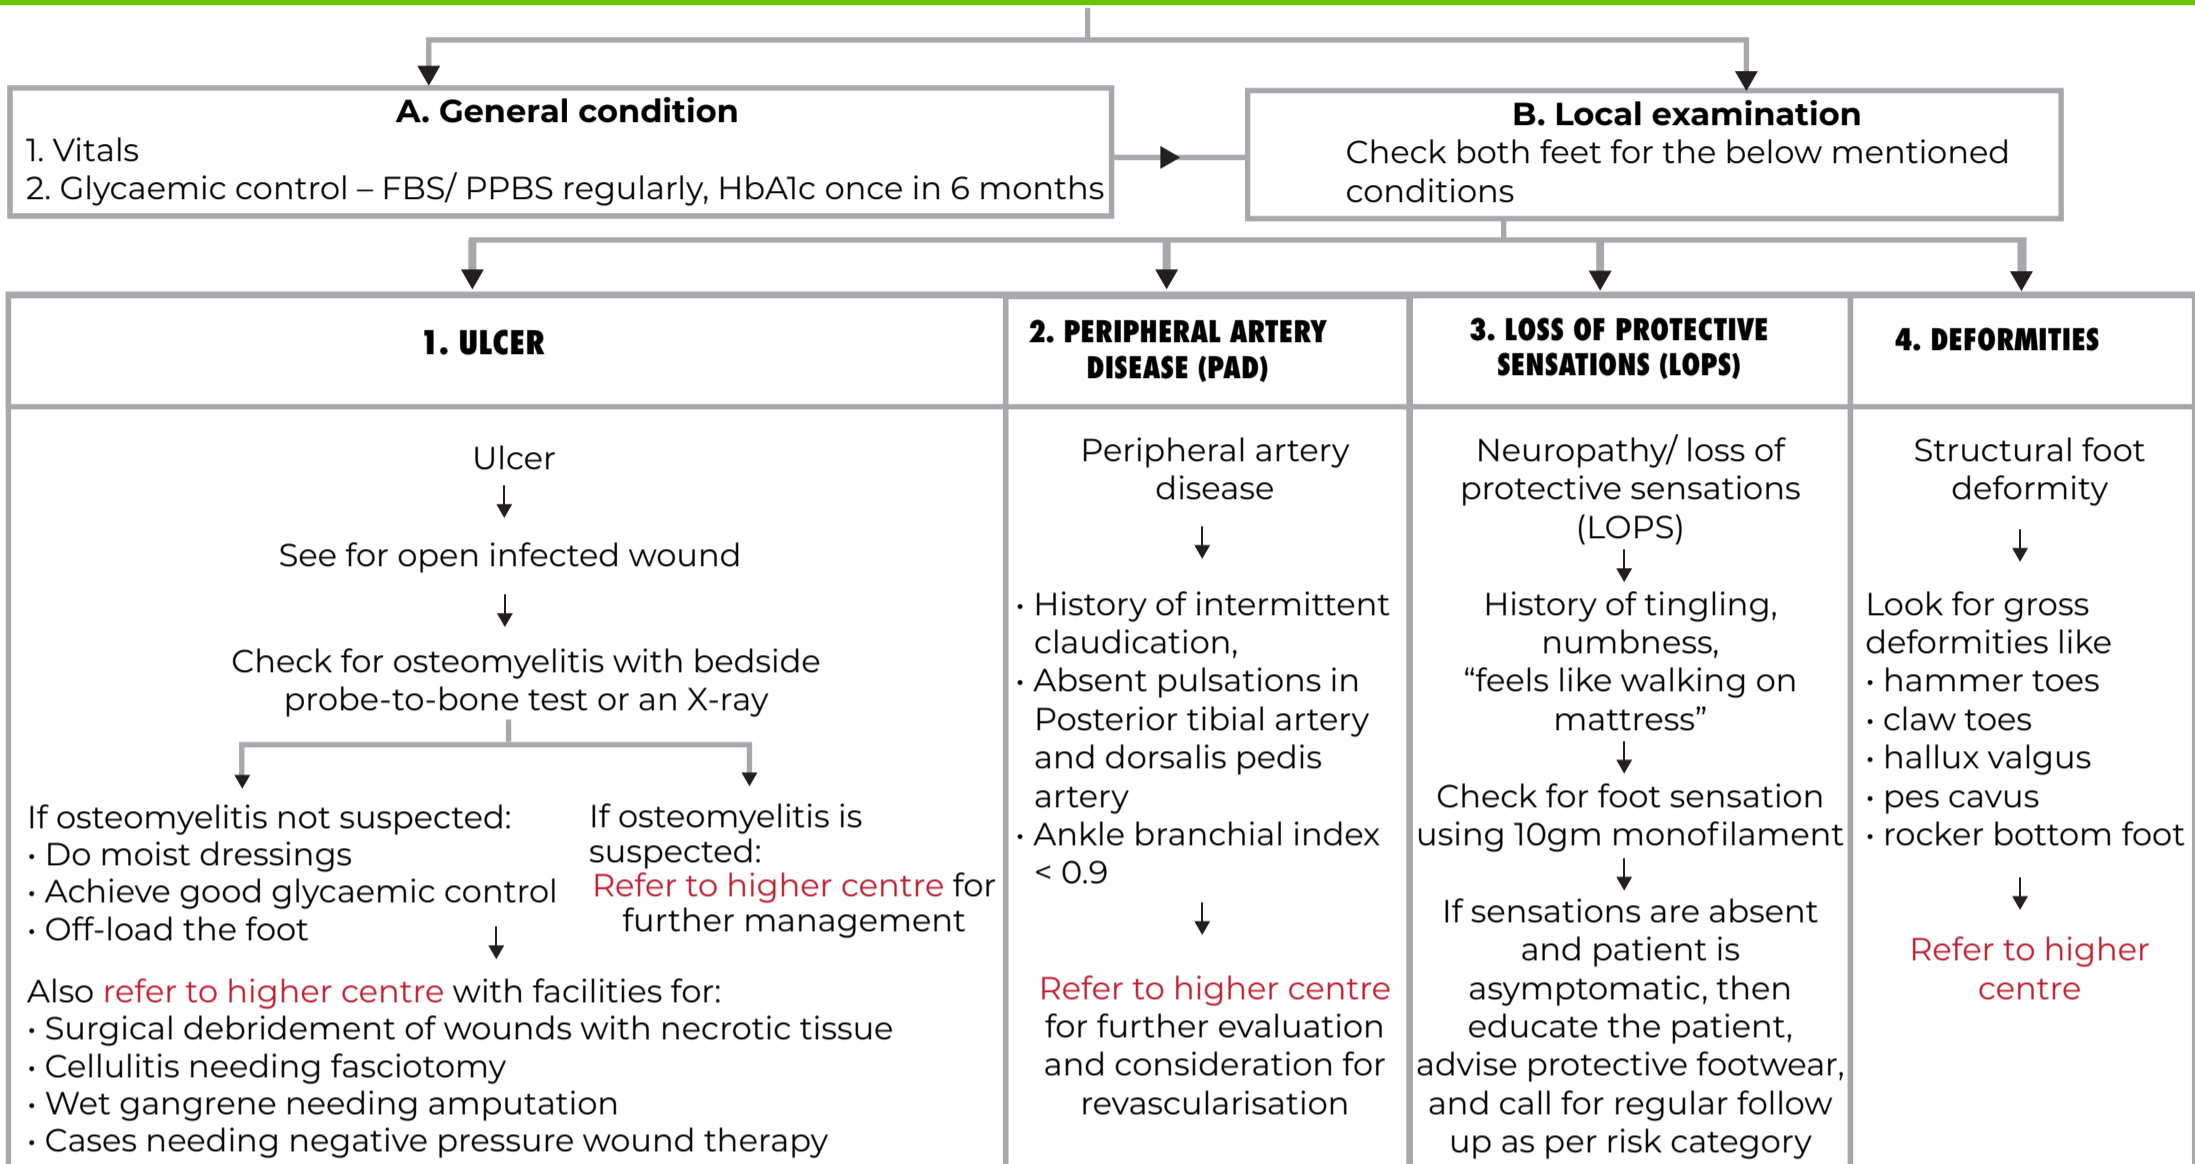 A. General condition
1. Vitals
2. Glycaemic control – FBS/ PPBS regularly, HbA1c once in 6 months
B. Local examination
Check both feet for the below mentioned
conditions
1. ULCER
Ulcer
See for open infected wound
Check for osteomyelitis with bedside
probe-to-bone test or an X-ray
If osteomyelitis not suspected:
· Do moist dressings
· Achieve good glycaemic control
· Off-load the foot
If osteomyelitis is
suspected:
Refer to higher centre for
further management
Also refer to higher centre with facilities for:
· Surgical debridement of wounds with necrotic tissue
· Cellulitis needing fasciotomy
· Wet gangrene needing amputation
· Cases needing negative pressure wound therapy
2. PERIPHERAL ARTERY
DISEASE (PAD)
Peripheral artery
disease
· History of intermittent
claudication,
· Absent pulsations in
Posterior tibial artery
and dorsalis pedis
artery
· Ankle branchial index
< 0.9
Refer to higher centre
for further evaluation
and consideration for
revascularisation
3. LOSS OF PROTECTIVE
SENSATIONS (LOPS)
Neuropathy/ loss of
protective sensations
(LOPS)
History of tingling,
numbness,
“feels like walking on
mattress”
Check for foot sensation
using 10gm monofilament
If sensations are absent
and patient is
asymptomatic, then
educate the patient,
advise protective footwear,
and call for regular follow
up as per risk category
4. DEFORMITIES
Structural foot
deformity
Look for gross
deformities like
· hammer toes
· claw toes
· hallux valgus
· pes cavus
· rocker bottom foot
Refer to higher
centre